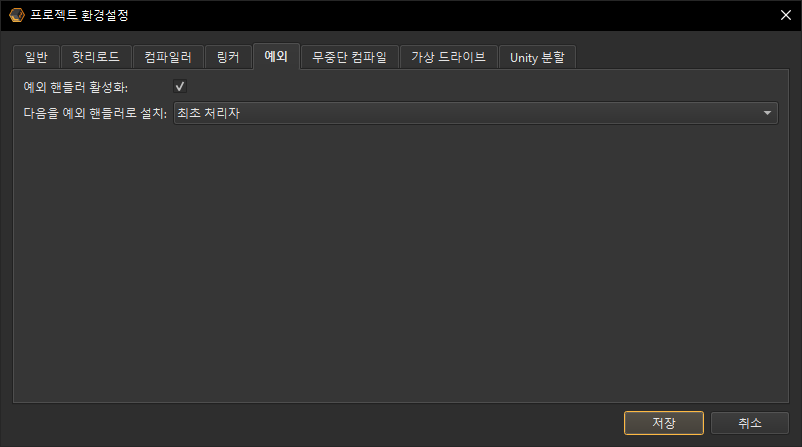 프로젝트 환경설정
일반 핫리로드 컴파일러 링커 예외 무중단 컴파일 가상 드라이브 Unity 분할
예외 핸들러 활성화:
다음을 예외 핸들러로 설치: 최초 처리자
저장 취소